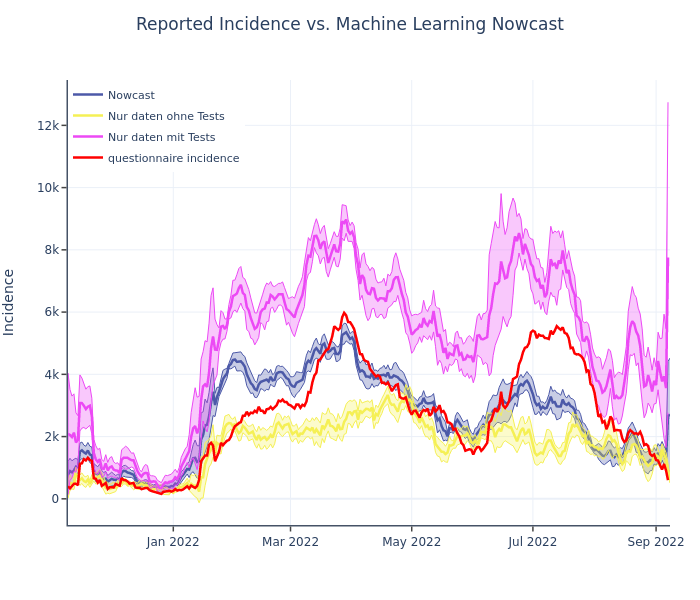 Reported Incidence vs. Machine Learning Nowcast
Nowcast
Nur daten ohne Tests
Nur daten mit Tests
questionnaire incidence
Incidence
12k
10k
8k
6k
4k
2k
0
Jan 2022
Mar 2022
May 2022
Jul 2022
Sep 2022